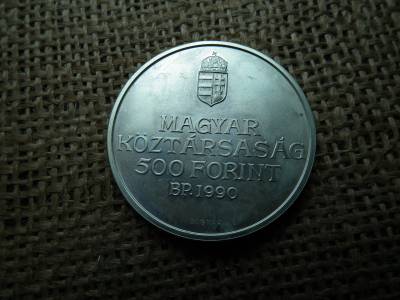 MAGYAR
KÖZTÁRSASÁG
500 FORINT
BP. 1990